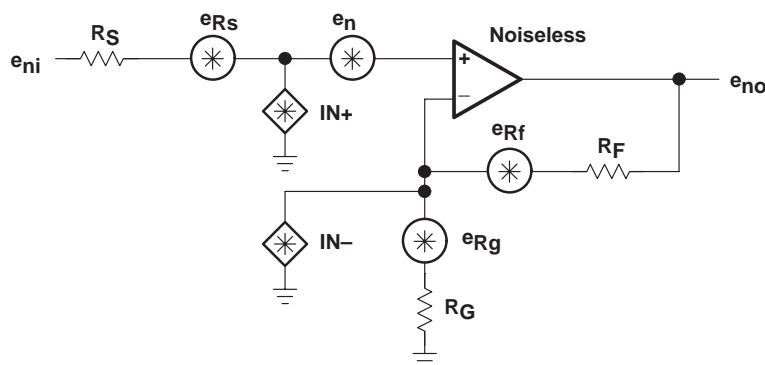 eRs
en
Noiseless
RS
eni
+
eno
IN+
−
eRf
RF
IN−
eRg
RG